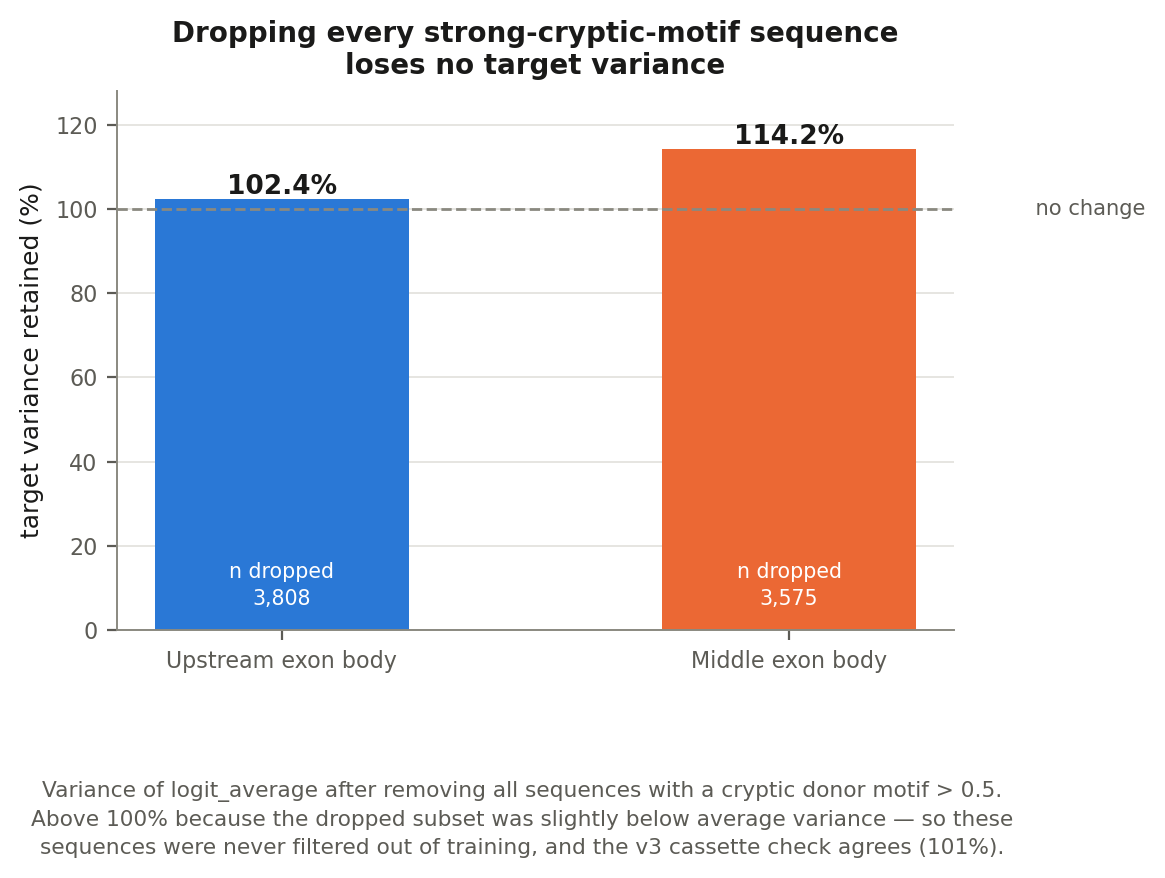 Dropping every strong-cryptic-motif sequence
loses no target variance
target variance retained (%)
120
100
80
60
40
20
0
102.4%
114.2%
no change
n dropped
3,808
n dropped
3,575
Upstream exon body
Middle exon body
Variance of logit_average after removing all sequences with a cryptic donor motif > 0.5.
Above 100% because the dropped subset was slightly below average variance — so these
sequences were never filtered out of training, and the v3 cassette check agrees (101%).